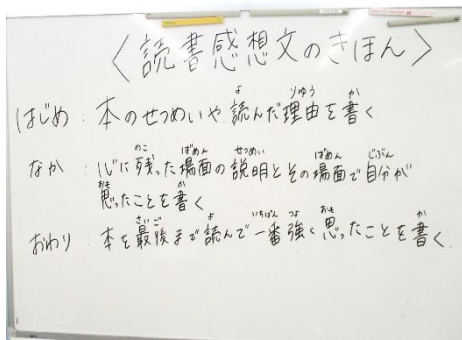 〈読書感想文のきほん〉
はじめ：本のせつめいや読んだ理由を書く
なか：心に残った場面の説明とその場面で自分が
思ったことを書く
おわり：本を最後まで読んで一番強く思ったことを書く